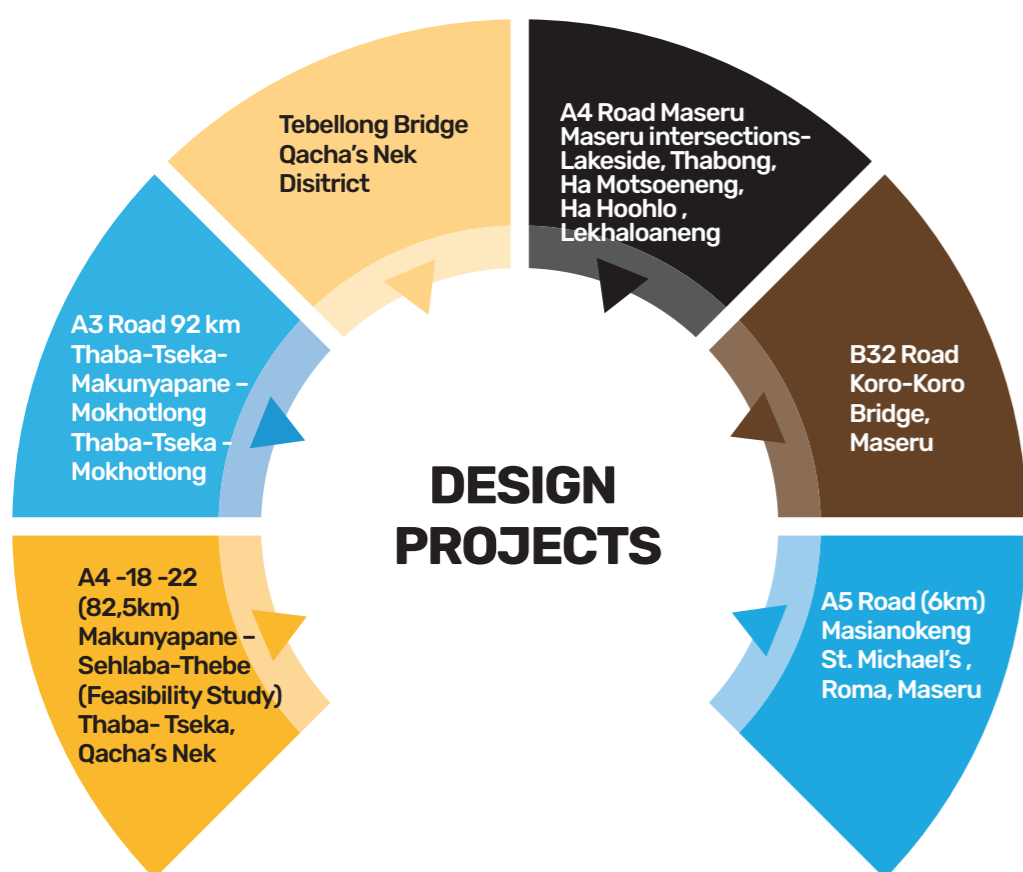 Tebellong Bridge
Qacha's Nek
Disitrict
A4 Road Maseru
Maseru intersections-
Lakeside, Thabong,
Ha Motsoeneng,
Ha Hoohlo ,
Lekhaloaneng
A3 Road 92 km
Thaba-Tseka-
Makunyapane –
Mokhotlong
Thaba-Tseka -
Mokhotlong
B32 Road
Koro-Koro
Bridge,
Maseru
DESIGN
PROJECTS
A4 -18 -22
(82,5km)
Makunyapane –
Sehlaba-Thebe
(Feasibility Study)
Thaba- Tseka,
Qacha's Nek
A5 Road (6km)
Masianokeng
St. Michael's ,
Roma, Maseru